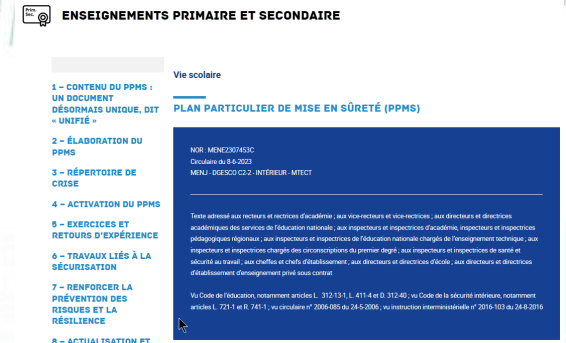 Prim.
Sec.
ENSEIGNEMENTS PRIMAIRE ET SECONDAIRE
1 – CONTENU DU PPMS :
UN DOCUMENT
DÉSORMAIS UNIQUE, DIT
« UNIFIÉ »
2 – ÉLABORATION DU
PPMS
3 – RÉPERTOIRE DE
CRISE
4 – ACTIVATION DU PPMS
5 – EXERCICES ET
RETOURS D'EXPÉRIENCE
6 – TRAVAUX LIÉS À LA
SÉCURISATION
7 – RENFORCER LA
PRÉVENTION DES
RISQUES ET LA
RÉSILIENCE
8 – ACTUALISATION ET
Vie scolaire
PLAN PARTICULIER DE MISE EN SÛRETÉ (PPMS)
NOR : MENE2307453C
Circulaire du 8-6-2023
MENJ - DGESCO C2-2 - INTÉRIEUR - MTECT
Texte adressé aux recteurs et rectrices d'académie ; aux vice-recteurs et vice-rectrices ; aux directeurs et directrices
académiques des services de l'éducation nationale ; aux inspecteurs et inspectrices d'académie, inspecteurs et inspectrices
pédagogiques régionaux ; aux inspecteurs et inspectrices de l'éducation nationale chargés de l'enseignement technique ; aux
inspecteurs et inspectrices chargés des circonscriptions du premier degré ; aux inspecteurs et inspectrices de santé et
sécurité au travail ; aux cheffes et chefs d'établissement ; aux directeurs et directrices d'école ; aux directeurs et directrices
d'établissement d'enseignement privé sous contrat
Vu Code de l'éducation, notamment articles L. 312-13-1, L. 411-4 et D. 312-40 ; vu Code de la sécurité intérieure, notamment
articles L. 721-1 et R. 741-1 ; vu circulaire n° 2006-085 du 24-5-2006 ; vu instruction interministérielle n° 2016-103 du 24-8-2016